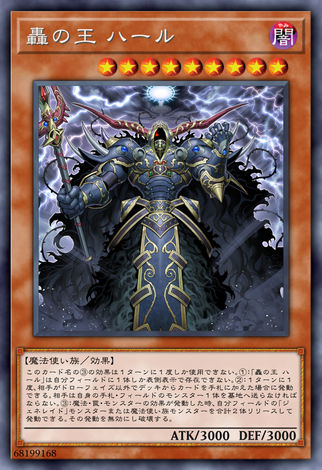 轟の王 ハール
闇
やみ
【魔法使い族／効果】
このカード名の③の効果は１ターンに１度しか使用できない。①：「轟の王 ハ
ール」は自分フィールドに１体しか表側表示で存在できない。②：１ターンに１
度、相手がドローフェイズ以外でデッキからカードを手札に加えた場合に発動
できる。相手は自身の手札・フィールドのモンスター１体を墓地へ送らなければ
ならない。③：魔法・罠・モンスターの効果が発動した時、自分フィールドの「ジ
ェネレイド」モンスターまたは魔法使い族モンスターを合計２体リリースして
発動できる。その発動を無効にし破壊する。
ATK/3000 DEF/3000
68199168